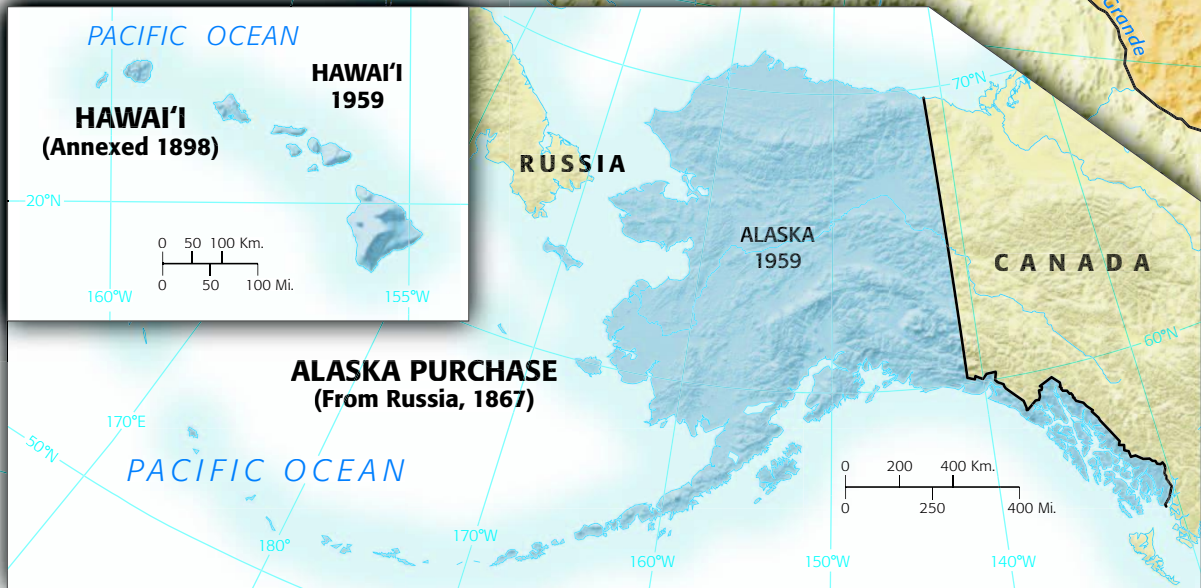 PACIFIC OCEAN
HAWAI‘I
1959
HAWAI‘I
(Annexed 1898)
20°N
0 50 100 Km.
0 50 100 Mi.
160°W
155°W
Grande
70°N
RUSSIA
ALASKA
1959
CANADA
60°N
ALASKA PURCHASE
(From Russia, 1867)
170°E
50°N
PACIFIC OCEAN
0 200 400 Km.
0 250 400 Mi.
180°
170°W
160°W
150°W
140°W